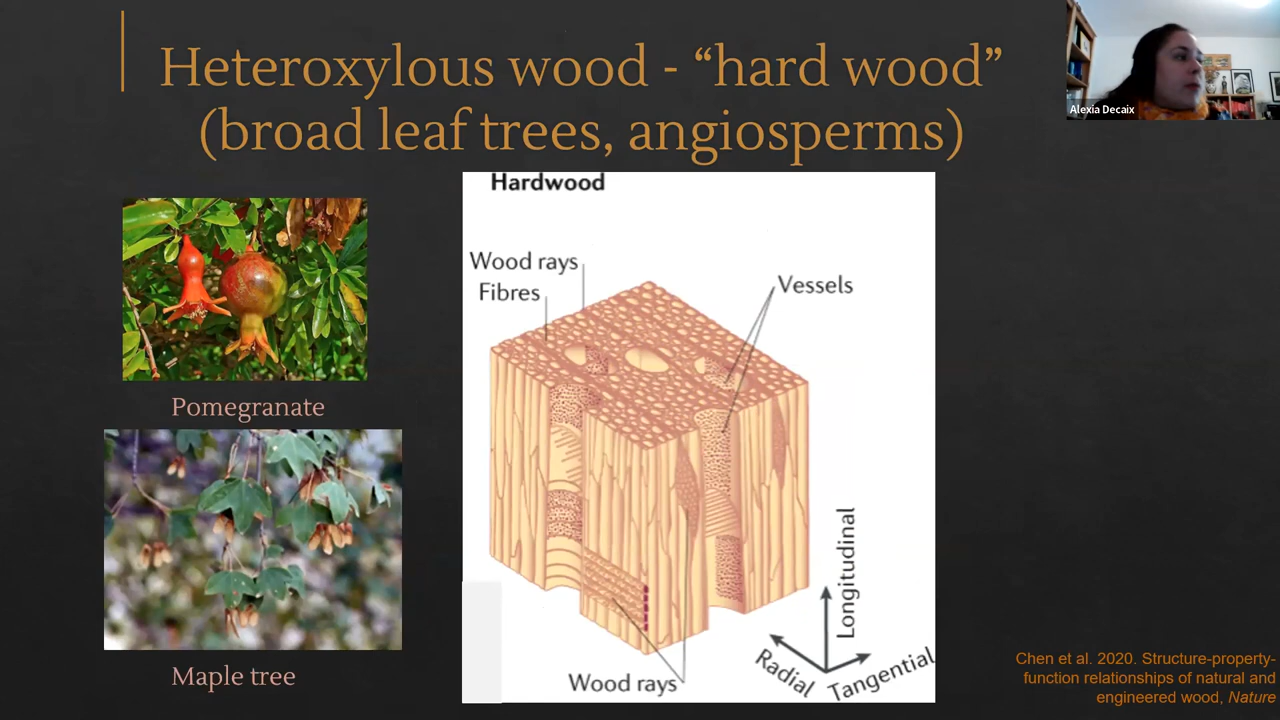 Heteroxylous wood - “hard wood”
(broad leaf trees, angiosperms)
Alexia Decaix
Hardwood
Wood rays
Fibres
Vessels
Pomegranate
Longitudinal
Radial
Tangential
Wood rays
Maple tree
Chen et al. 2020. Structure-property-
function relationships of natural and
engineered wood, Nature